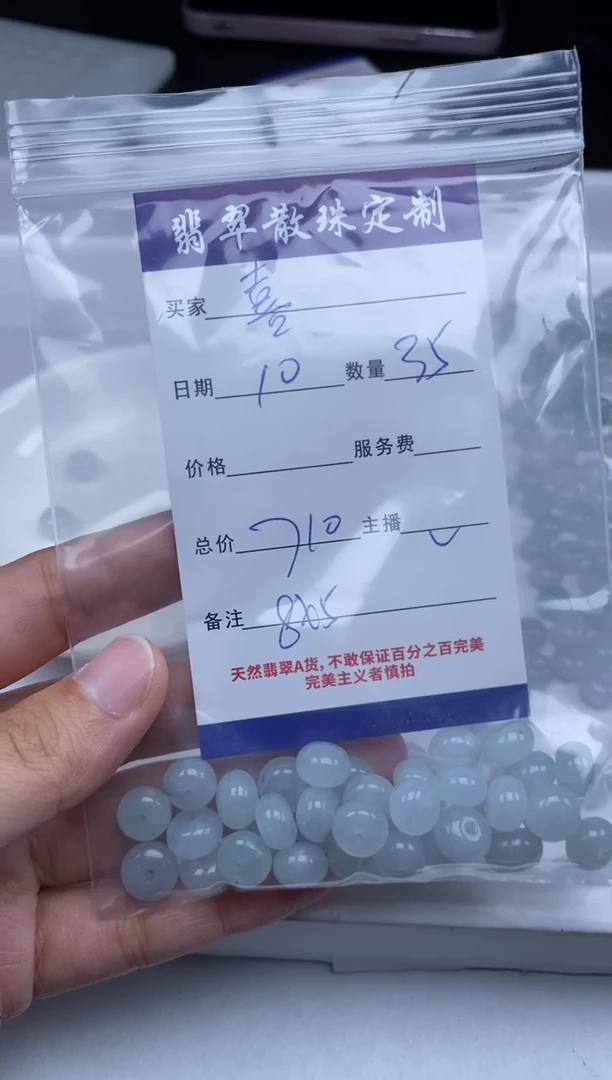 翡翠散珠定制
买家 喜
日期 10 数量 35
价格 服务费
总价 710 主播
备注
天然翡翠A货,不敢保证百分之百完美
完美主义者慎拍